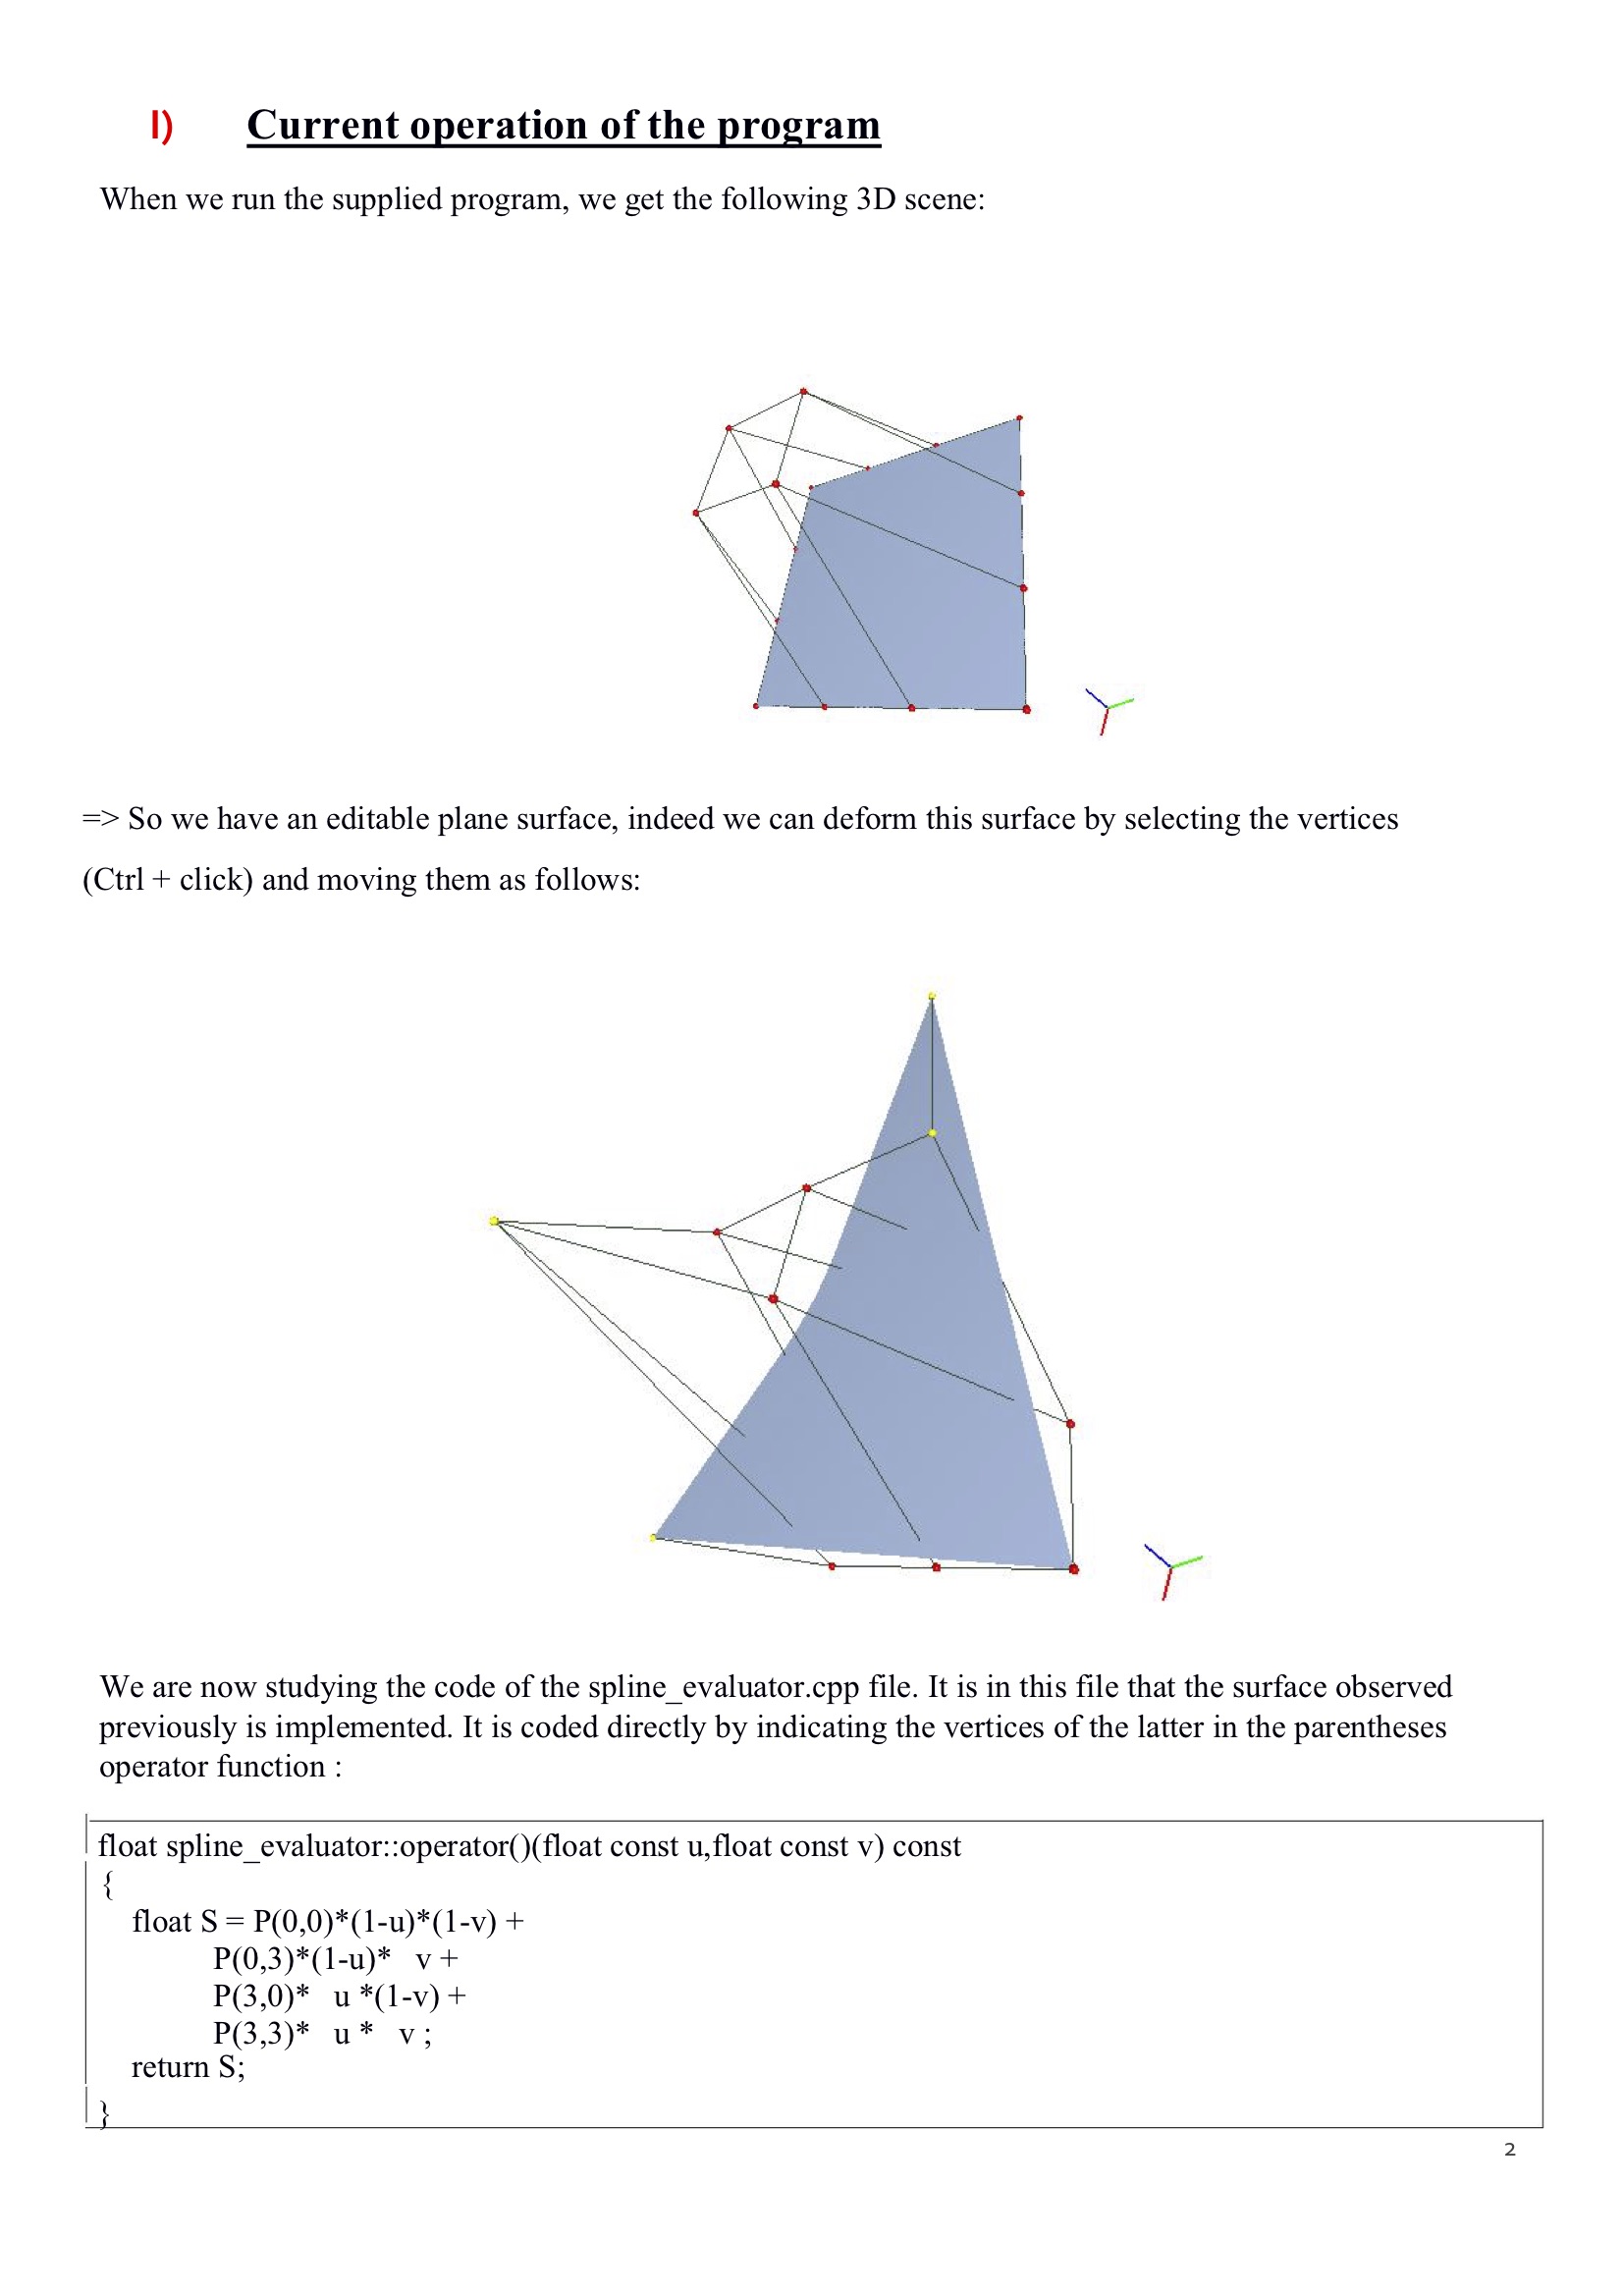 I) Current operation of the program
When we run the supplied program, we get the following 3D scene:
=> So we have an editable plane surface, indeed we can deform this surface by selecting the vertices
(Ctrl + click) and moving them as follows:
We are now studying the code of the spline_evaluator.cpp file. It is in this file that the surface observed
previously is implemented. It is coded directly by indicating the vertices of the latter in the parentheses
operator function :
float spline_evaluator::operator()(float const u,float const v) const
{
float S = P(0,0)*(1-u)*(1-v) +
P(0,3)*(1-u)* v +
P(3,0)* u *(1-v) +
P(3,3)* u * v ;
return S;
}
2